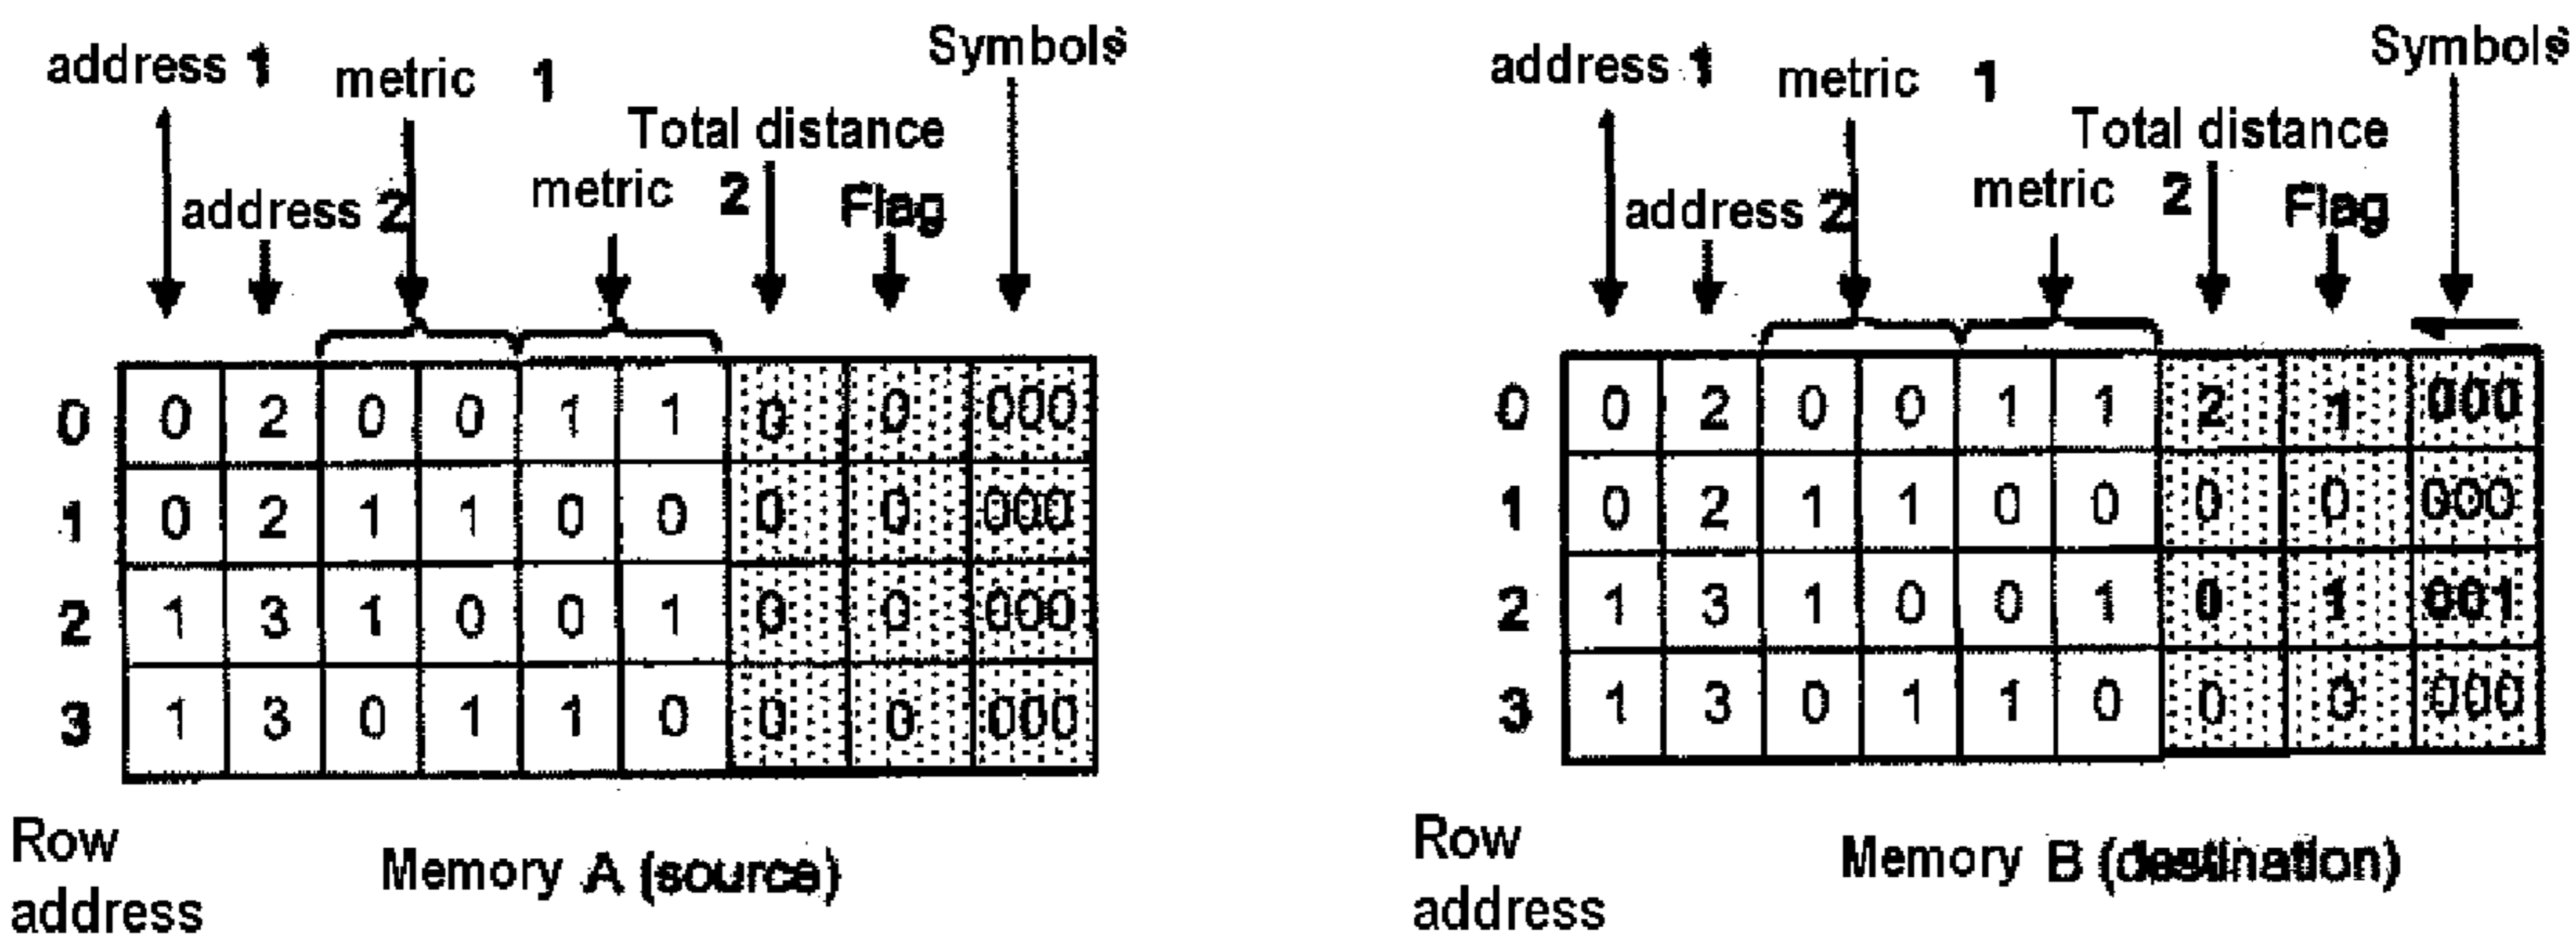 address 1 metric 1 Symbols
Total distance
address 2 metric 2 Flag
0 0 2 0 0 1 1 0 0 000
1 0 2 1 1 0 0 0 0 000
2 1 3 1 0 0 1 0 0 000
3 1 3 0 1 1 0 0 0 000
Row
address
Memory A (source)
address 1 metric 1 Symbols
Total distance
address 2 metric 2 Flag
0 0 2 0 0 1 1 2 1 000
1 0 2 1 1 0 0 0 0 000
2 1 3 1 0 0 1 0 1 001
3 1 3 0 1 1 0 0 0 000
Row
address
Memory B (destination)